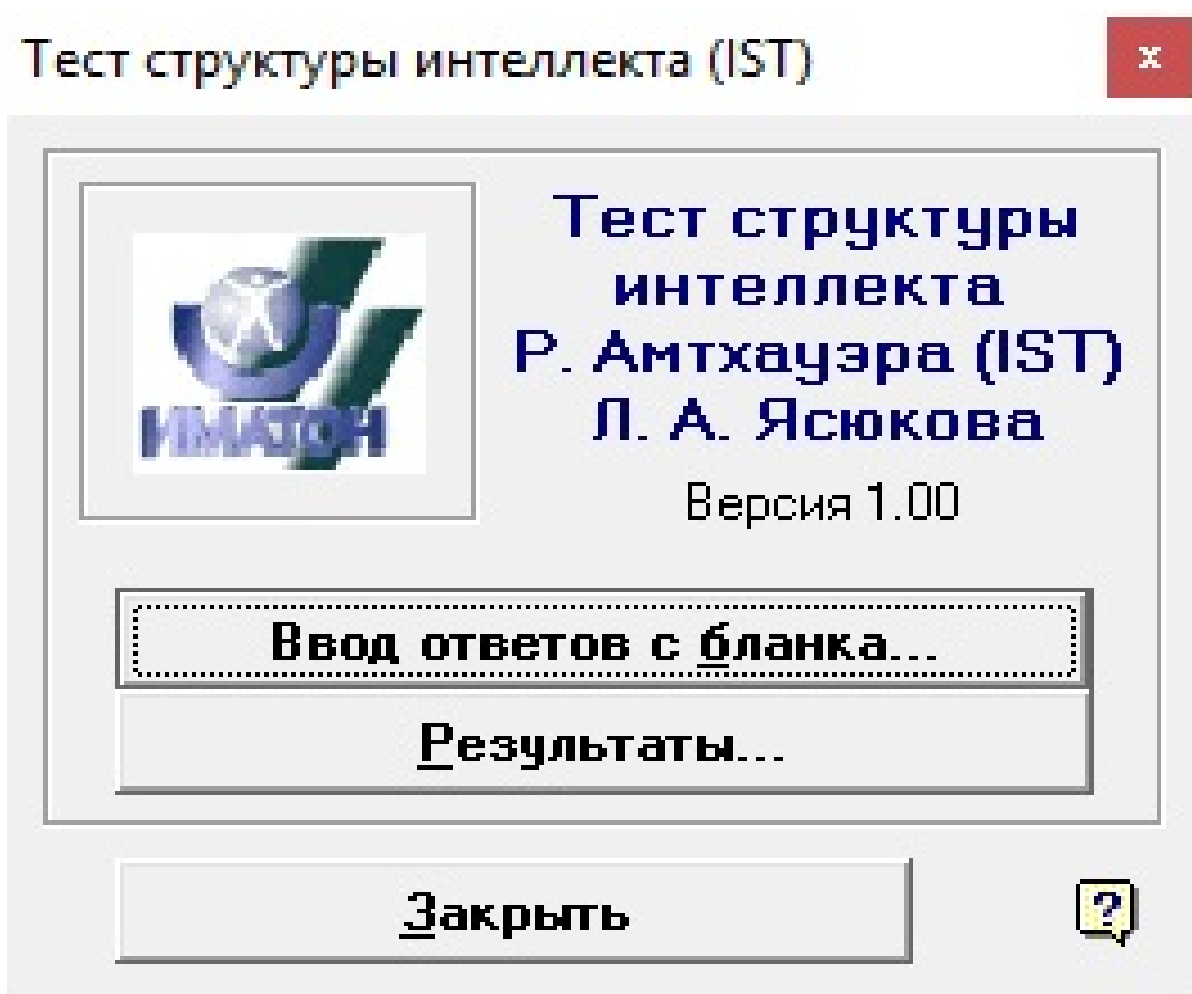 Тест структуры интеллекта (IST)
x
Тест структуры
интеллекта
Р. Амтхауэра (IST)
Л. А. Ясюкова
ИМАТОН
Версия 1.00
Ввод ответов с бланка...
Результаты...
Закрыть
?